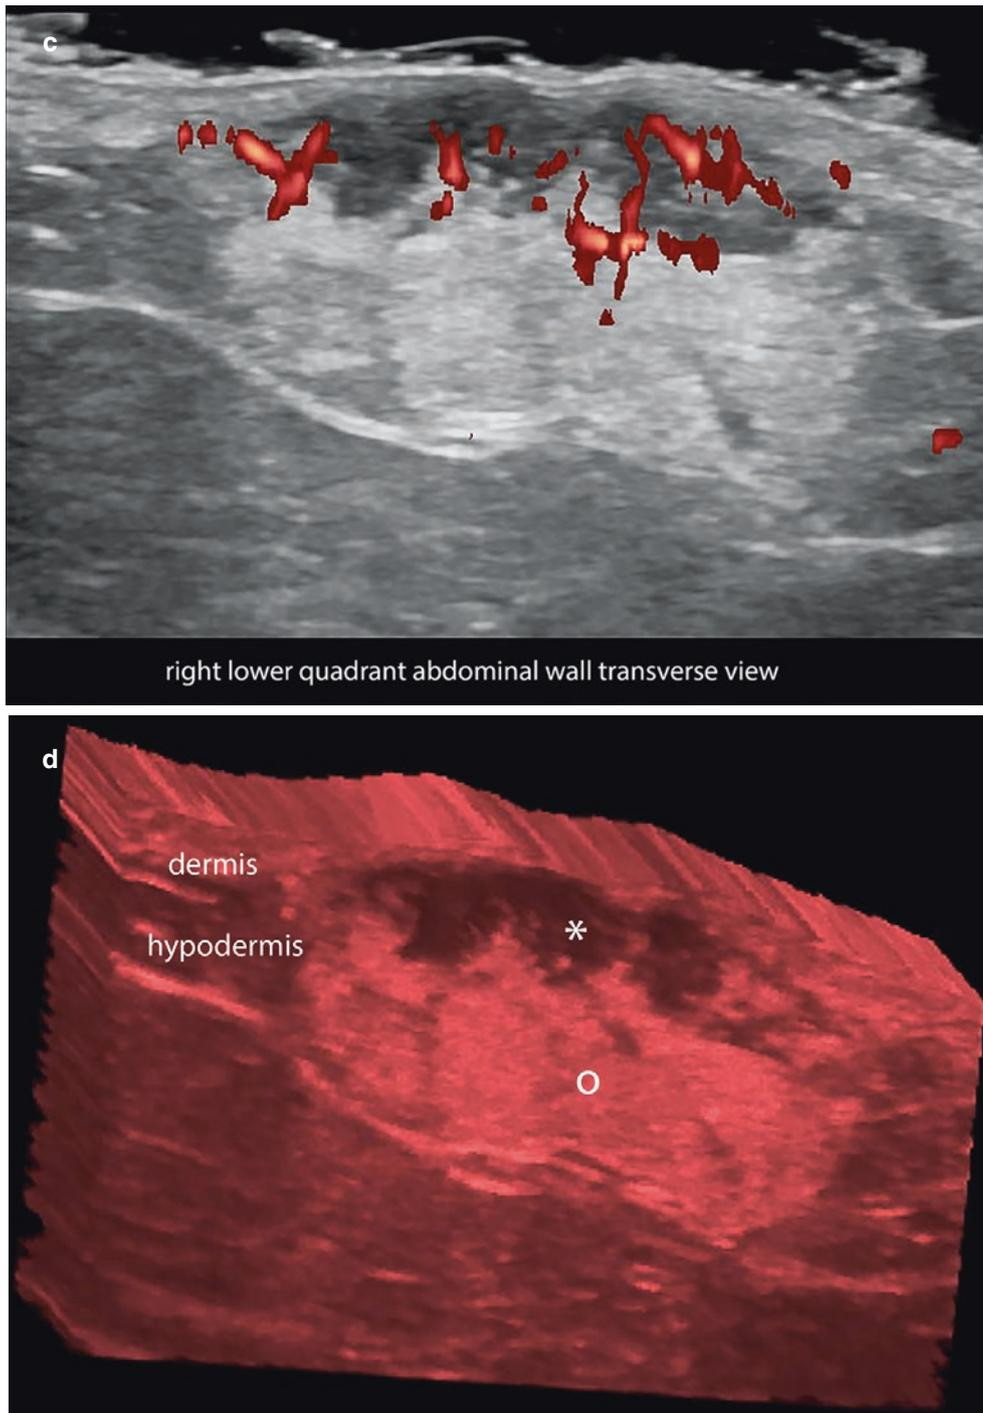 c
right lower quadrant abdominal wall transverse view
d
dermis
*
hypodermis
O